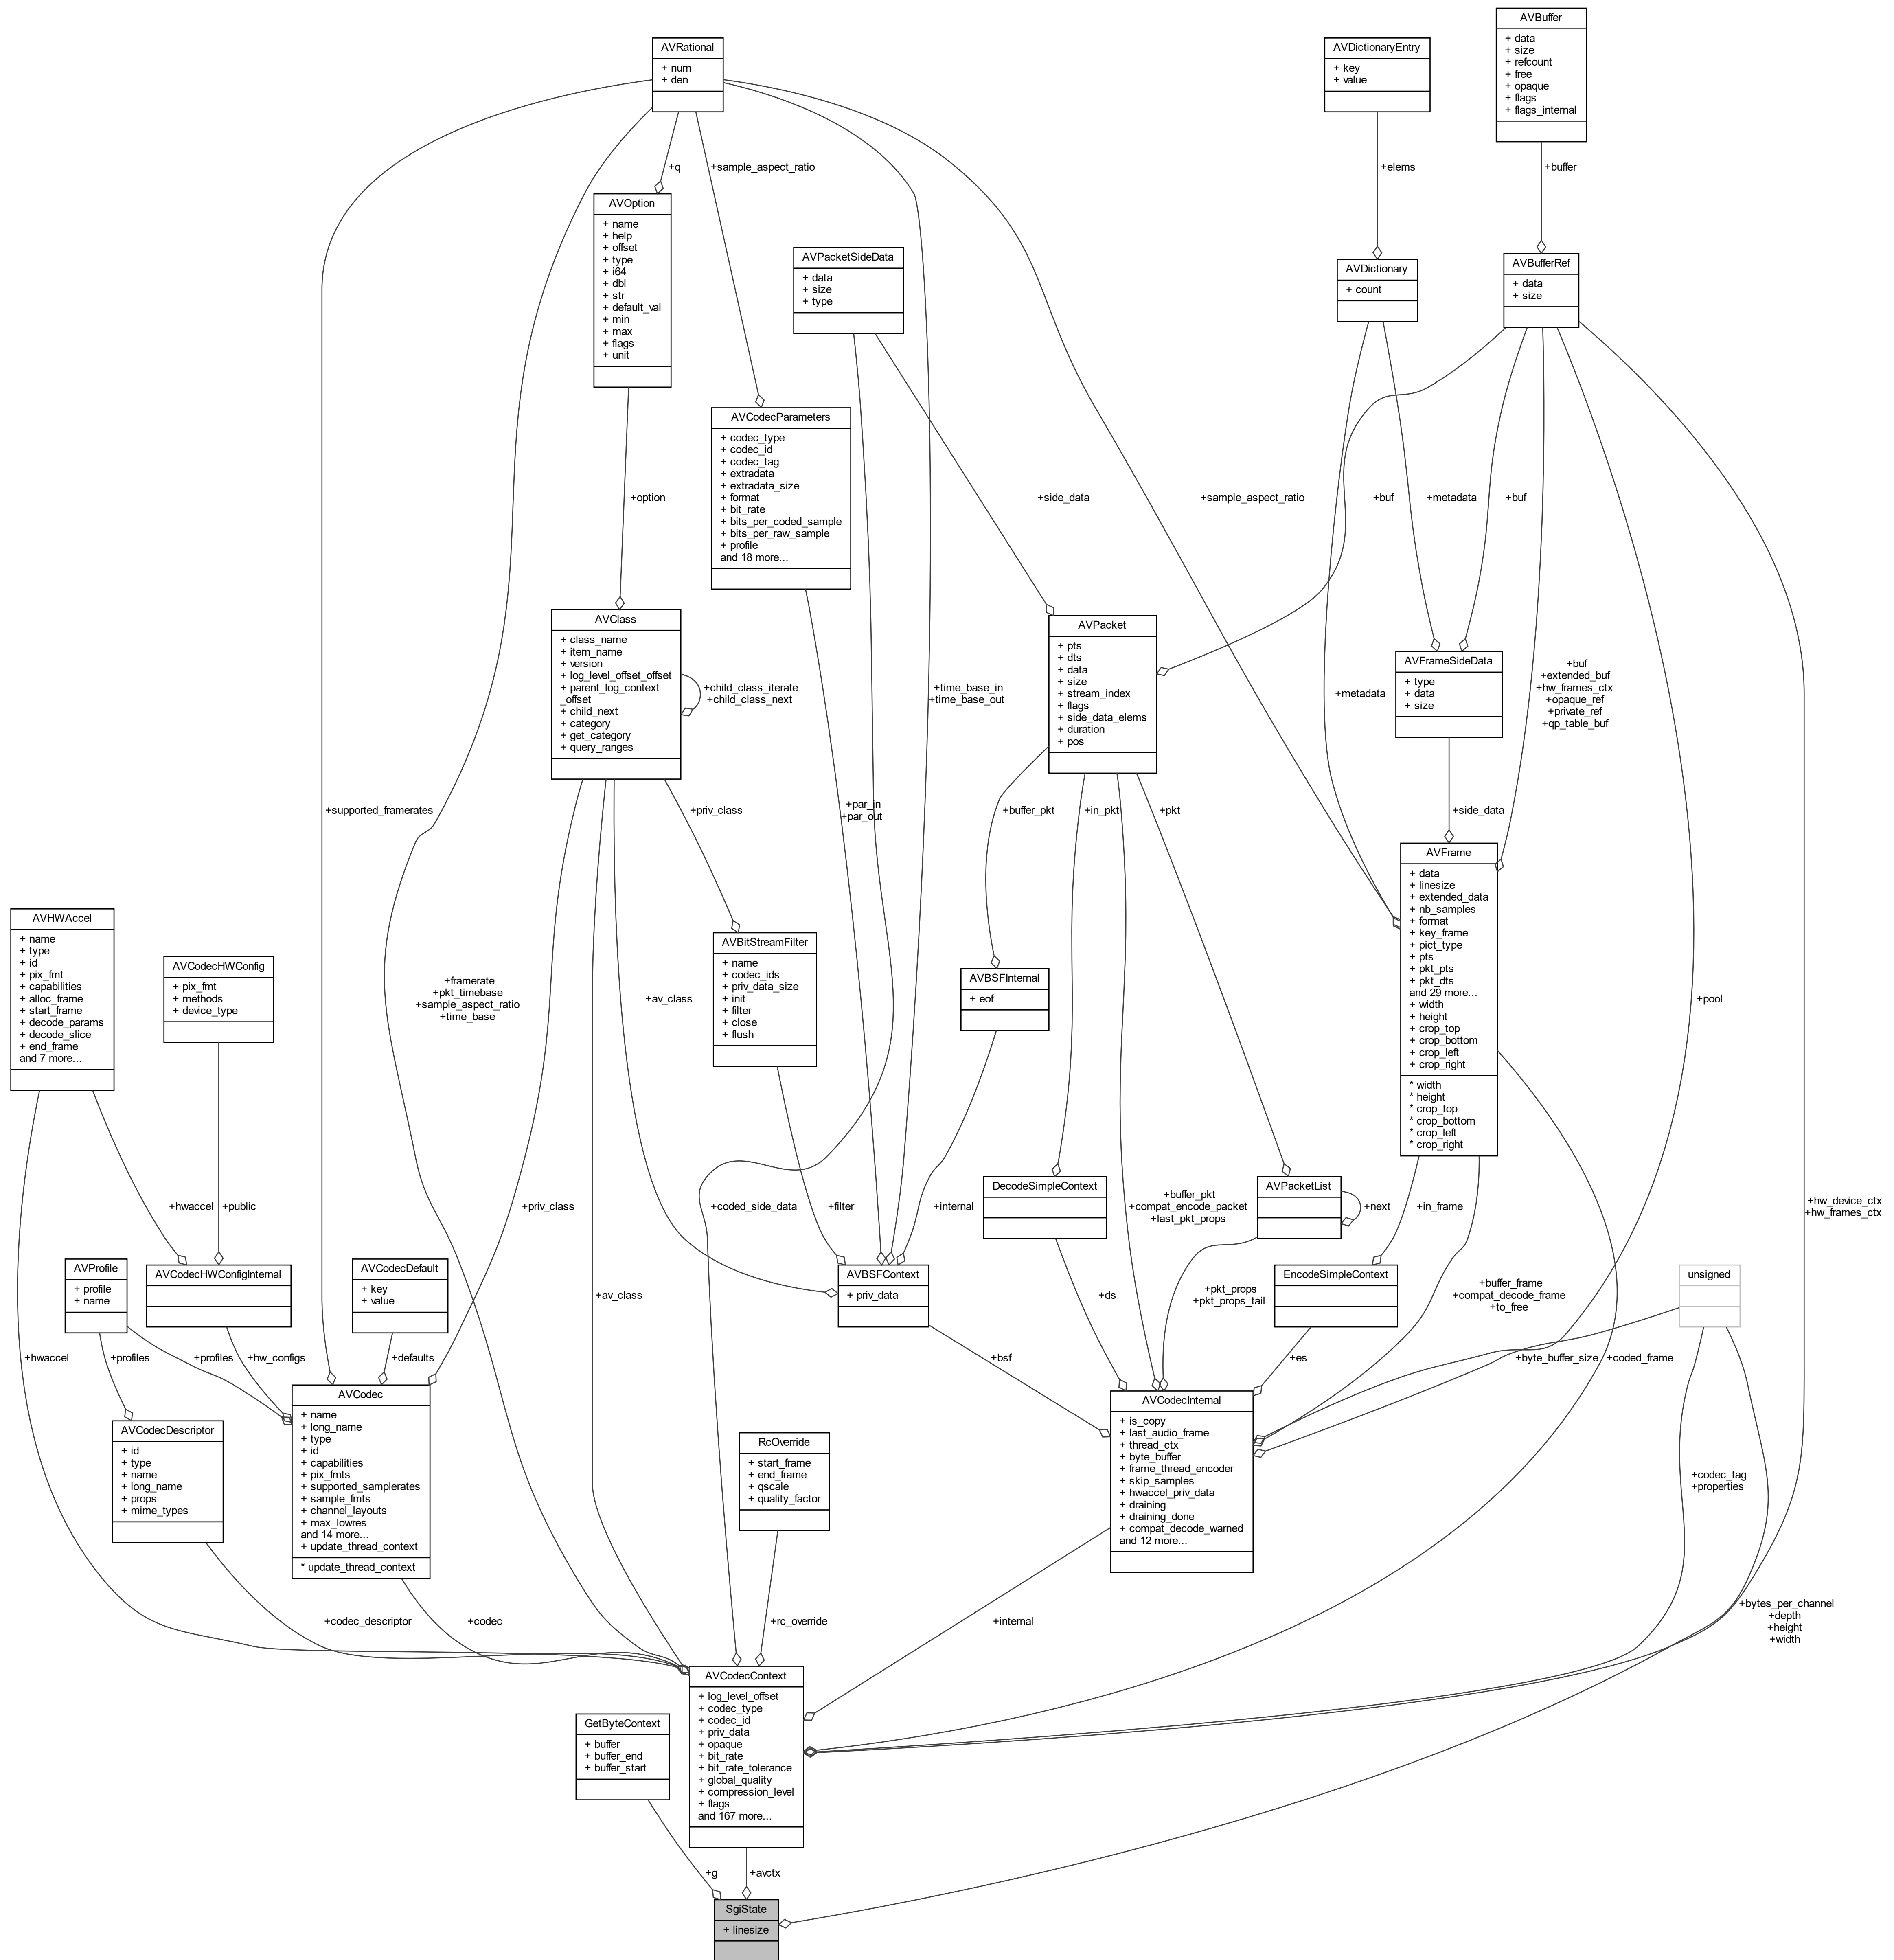 AVBuffer
+ data
+ size
+ refcount
+ free
+ opaque
+ flags
+ flags_internal
AVRational
+ num
+ den
AVDictionaryEntry
+ key
+ value
+q
+sample_aspect_ratio
+elems
+buffer
AVOption
+ name
+ help
+ offset
+ type
+ i64
+ dbl
+ str
+ default_val
+ min
+ max
+ flags
+ unit
AVPacketSideData
+ data
+ size
+ type
AVDictionary
+ count
AVBufferRef
+ data
+ size
AVCodecParameters
+ codec_type
+ codec_id
+ codec_tag
+ extradata
+ extradata_size
+ format
+ bit_rate
+ bits_per_coded_sample
+ bits_per_raw_sample
+ profile
and 18 more...
+option
+side_data
+sample_aspect_ratio
+buf
+metadata
+buf
AVClass
+ class_name
+ item_name
+ version
+ log_level_offset_offset
+ parent_log_context
_offset
+ child_next
+ category
+ get_category
+ query_ranges
+child_class_iterate
+child_class_next
+time_base_in
+time_base_out
AVPacket
+ pts
+ dts
+ data
+ size
+ stream_index
+ flags
+ side_data_elems
+ duration
+ pos
+metadata
AVFrameSideData
+ type
+ data
+ size
+buf
+extended_buf
+hw_frames_ctx
+opaque_ref
+private_ref
+qp_table_buf
+supported_framerates
+priv_class
+par_in
+par_out
+buffer_pkt
+in_pkt
+pkt
+side_data
AVFrame
+ data
+ linesize
+ extended_data
+ nb_samples
+ format
+ key_frame
+ pict_type
+ pts
+ pkt_pts
+ pkt_dts
and 29 more...
+ width
+ height
+ crop_top
+ crop_bottom
+ crop_left
+ crop_right
* width
* height
* crop_top
* crop_bottom
* crop_left
* crop_right
AVHWAccel
+ name
+ type
+ id
+ pix_fmt
+ capabilities
+ alloc_frame
+ start_frame
+ decode_params
+ decode_slice
+ end_frame
and 7 more...
AVCodecHWConfig
+ pix_fmt
+ methods
+ device_type
+framerate
+pkt_timebase
+sample_aspect_ratio
+time_base
+av_class
AVBitStreamFilter
+ name
+ codec_ids
+ priv_data_size
+ init
+ filter
+ close
+ flush
AVBSFInternal
+ eof
+pool
+hwaccel
+public
+priv_class
+coded_side_data
+filter
+internal
DecodeSimpleContext
+buffer_pkt
+compat_encode_packet
+last_pkt_props
AVPacketList
+next
+in_frame
+hw_device_ctx
+hw_frames_ctx
AVProfile
+ profile
+ name
AVCodecHWConfigInternal
AVCodecDefault
+ key
+ value
+av_class
AVBSFContext
+ priv_data
+ds
+pkt_props
+pkt_props_tail
EncodeSimpleContext
+buffer_frame
+compat_decode_frame
+to_free
unsigned
+hwaccel
+profiles
+profiles
+hw_configs
+defaults
+bsf
+es
+byte_buffer_size
+coded_frame
AVCodecDescriptor
+ id
+ type
+ name
+ long_name
+ props
+ mime_types
AVCodec
+ name
+ long_name
+ type
+ id
+ capabilities
+ pix_fmts
+ supported_samplerates
+ sample_fmts
+ channel_layouts
+ max_lowres
and 14 more...
+ update_thread_context
* update_thread_context
RcOverride
+ start_frame
+ end_frame
+ qscale
+ quality_factor
AVCodecInternal
+ is_copy
+ last_audio_frame
+ thread_ctx
+ byte_buffer
+ frame_thread_encoder
+ skip_samples
+ hwaccel_priv_data
+ draining
+ draining_done
+ compat_decode_warned
and 12 more...
+codec_tag
+properties
+codec_descriptor
+codec
+rc_override
+internal
+bytes_per_channel
+depth
+height
+width
GetByteContext
+ buffer
+ buffer_end
+ buffer_start
AVCodecContext
+ log_level_offset
+ codec_type
+ codec_id
+ priv_data
+ opaque
+ bit_rate
+ bit_rate_tolerance
+ global_quality
+ compression_level
+ flags
and 167 more...
+g
+avctx
SgiState
+ linesize